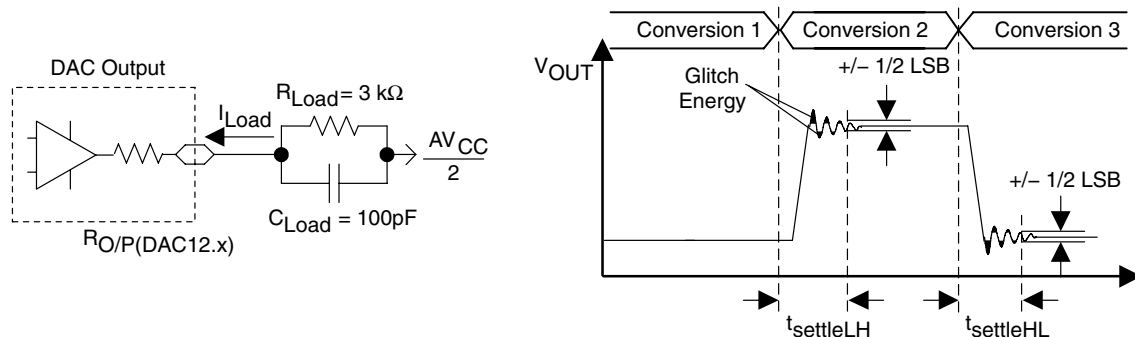 DAC Output
I_Load
R_Load = 3 kΩ
AV_CC
2
C_Load = 100pF
R_O/P(DAC12.x)
Conversion 1
Conversion 2
Conversion 3
V_OUT
Glitch
Energy
+/− 1/2 LSB
+/− 1/2 LSB
t_settleLH
t_settleHL